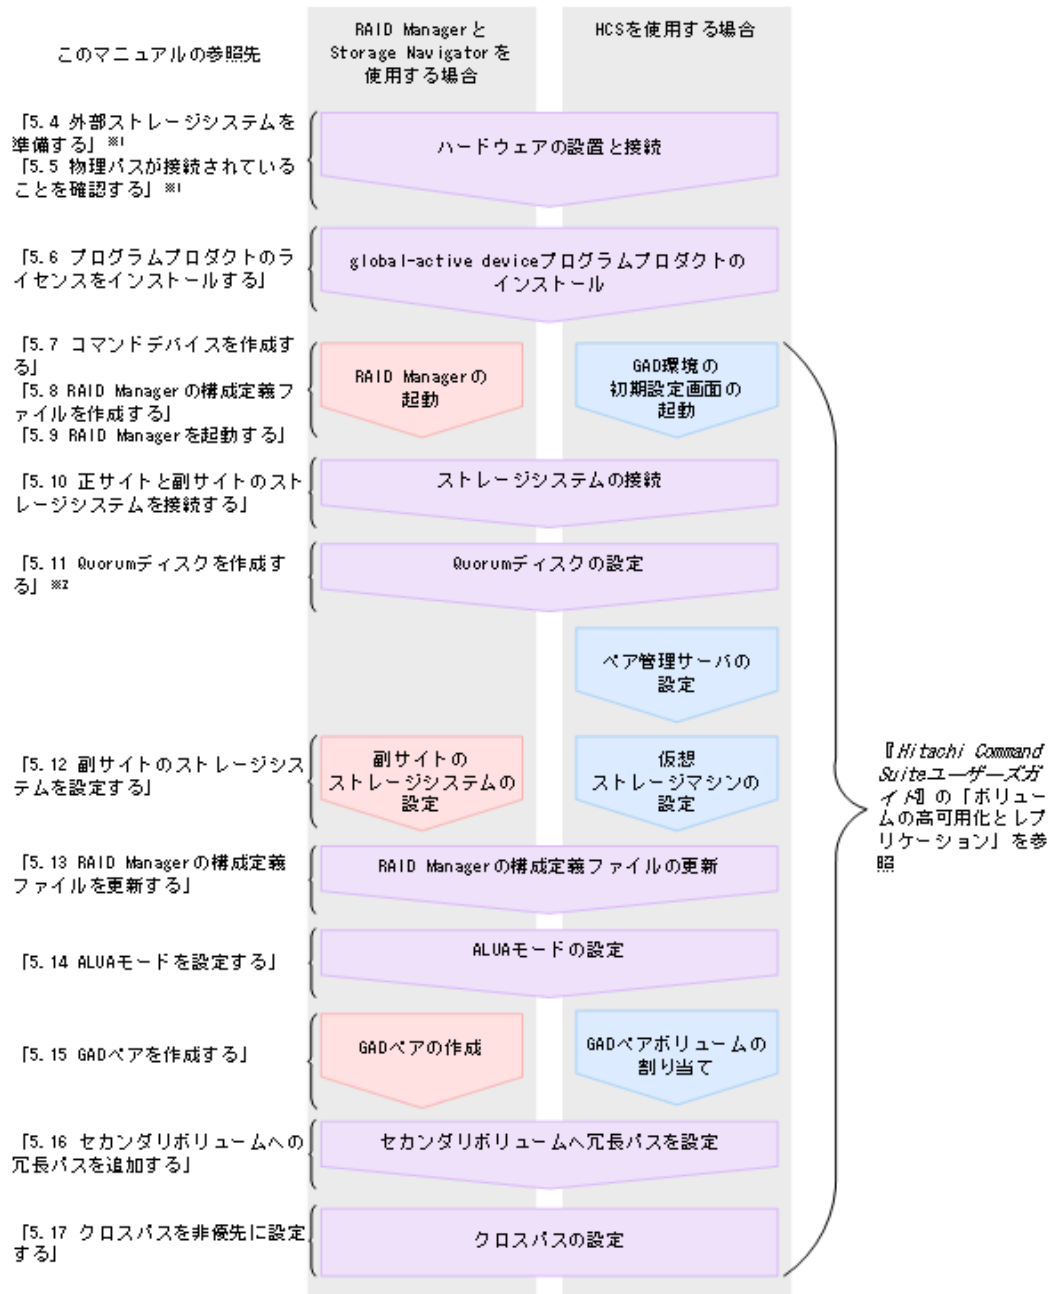 このマニュアルの参照先
RAID Managerと
Storage Navigatorを
使用する場合
HCSを使用する場合
「5.4 外部ストレージシステムを
準備する」※1
「5.5 物理パスが接続されている
ことを確認する」※1
ハードウェアの設置と接続
「5.6 プログラムプロダクトのラ
イセンスをインストールする」
global-active deviceプログラムプロダクトの
インストール
「5.7 コマンドデバイスを作成す
る」
「5.8 RAID Managerの構成定義フ
ァイルを作成する」
「5.9 RAID Managerを起動する」
RAID Managerの
起動
GAD環境の
初期設定画面の
起動
「5.10 正サイトと副サイトのスト
レージシステムを接続する」
ストレージシステムの接続
「5.11 Quorumディスクを作成す
る」※2
Quorumディスクの設定
ペア管理サーバの
設定
「5.12 副サイトのストレージシス
テムを設定する」
副サイトの
ストレージシステムの
設定
仮想
ストレージマシンの
設定
『Hitachi Command
Suiteユーザーズガ
イド』の「ボリュー
ムの高可用化とレプ
リケーション」を参
照
「5.13 RAID Managerの構成定義
ファイルを更新する」
RAID Managerの構成定義ファイルの更新
「5.14 ALUAモードを設定する」
ALUAモードの設定
「5.15 GADペアを作成する」
GADペアの作成
GADペアボリュームの
割り当て
「5.16 セカンダリボリュームへの
冗長パスを追加する」
セカンダリボリュームへ冗長パスを設定
「5.17 クロスパスを非優先に設定
する」
クロスパスの設定